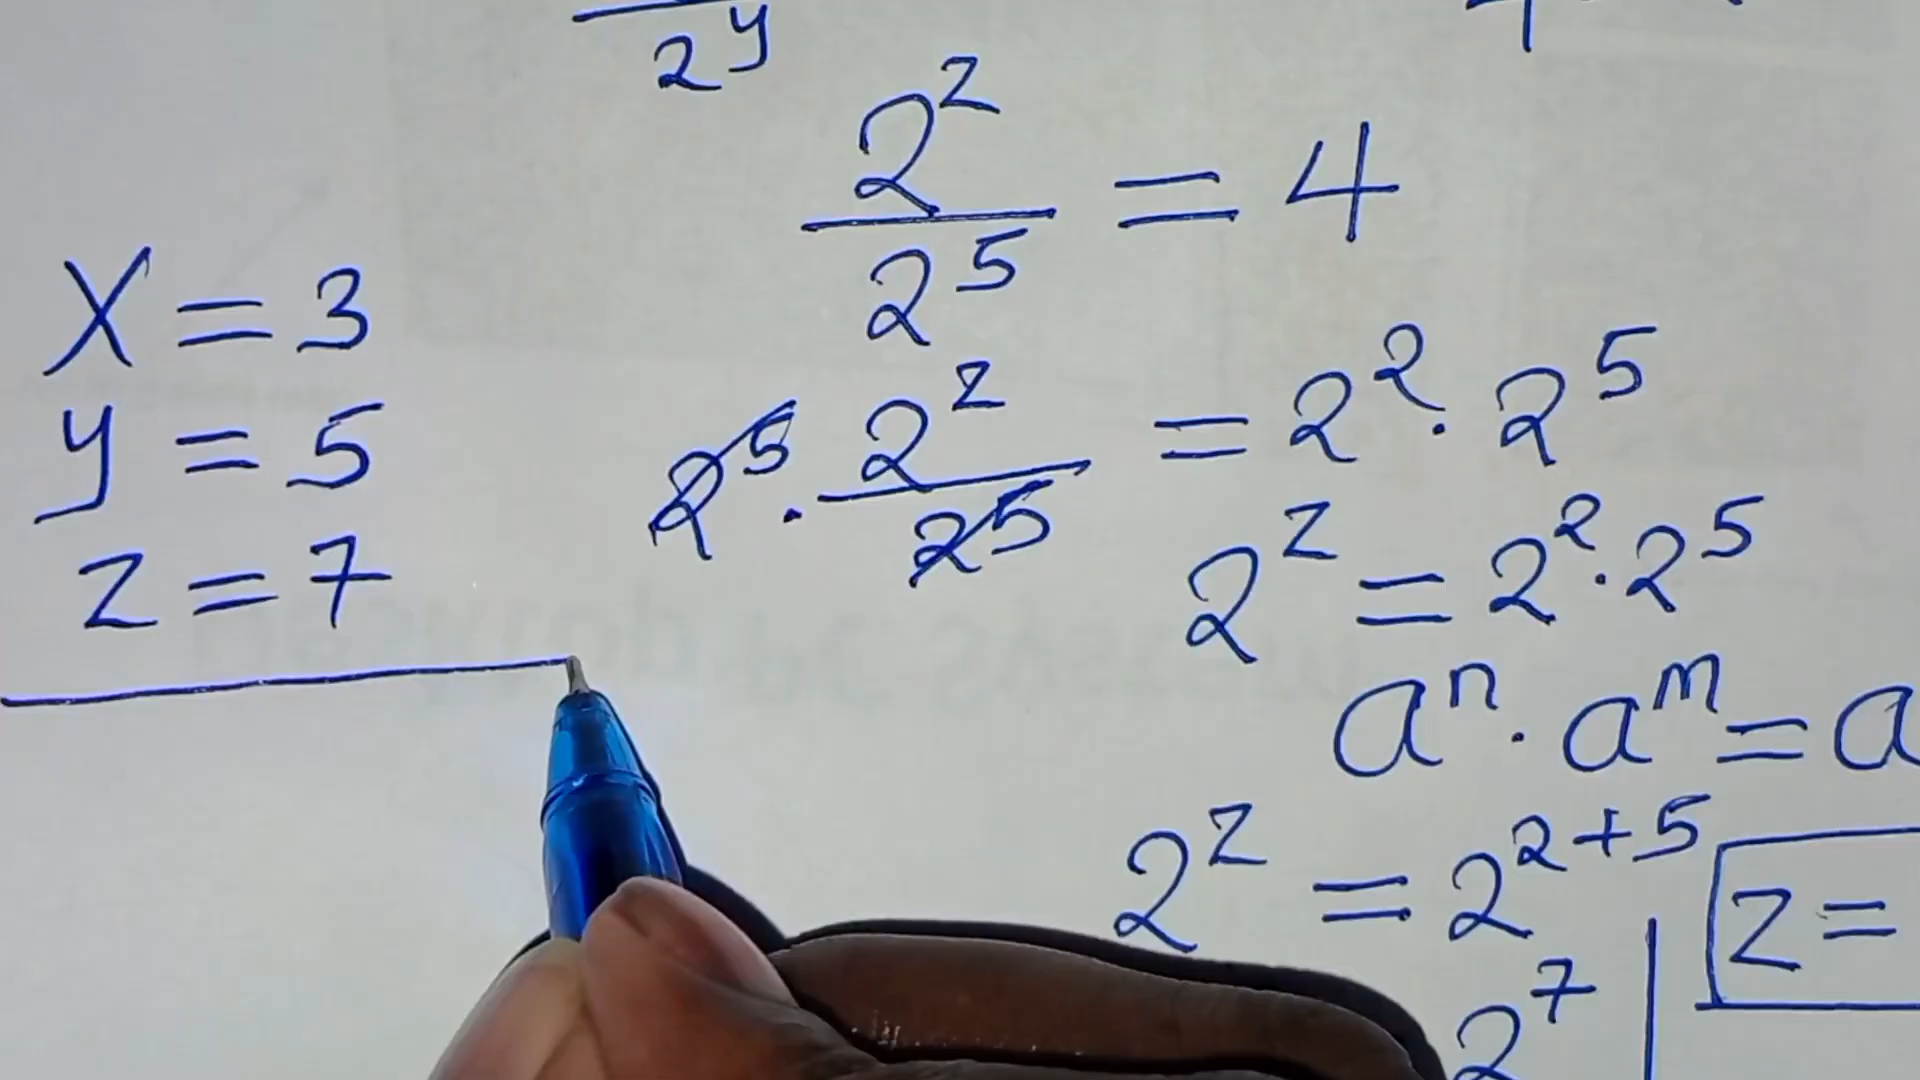 2^y
2^z/2^5 = 4
x = 3
y = 5
z = 7
2^5 · 2^z/2^5 = 2^2 · 2^5
2^z = 2^2 · 2^5
a^n · a^m = a
2^z = 2^2+5
z =
2^7